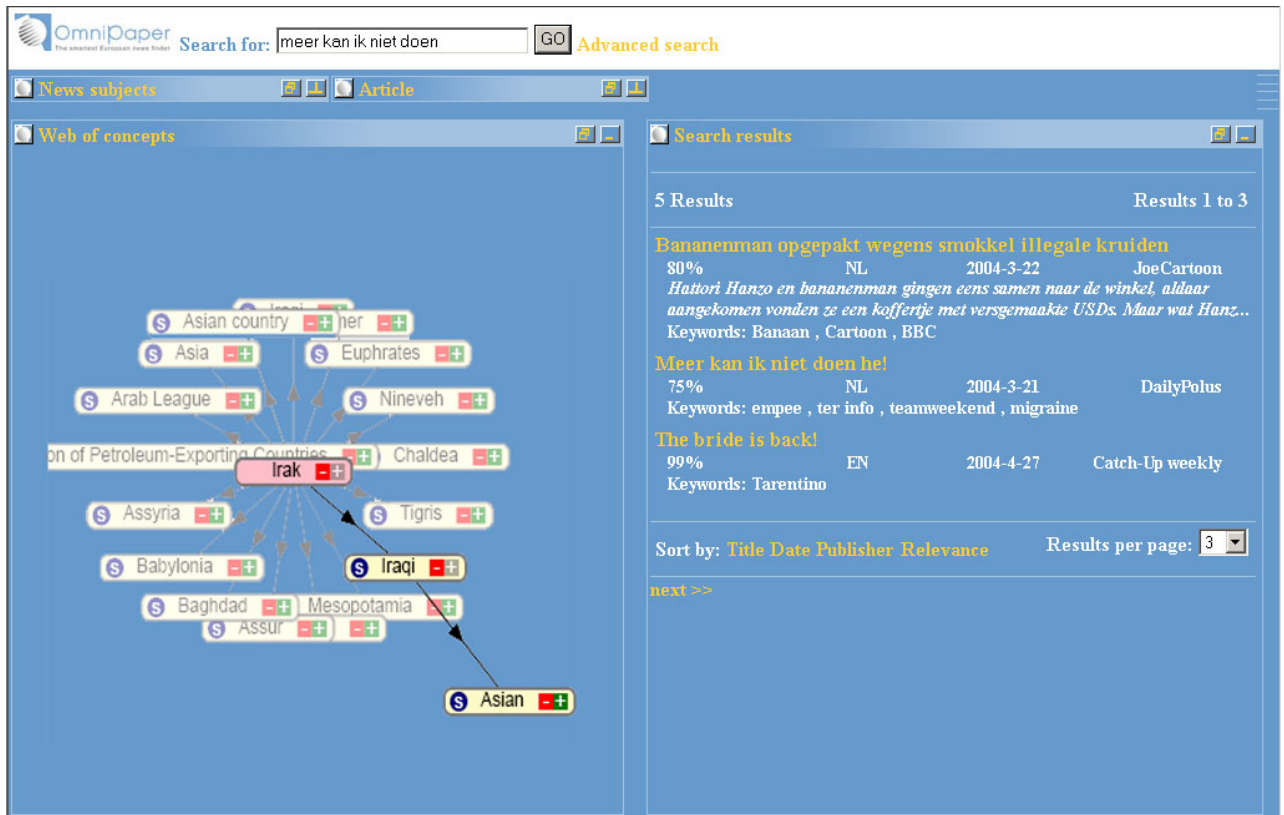 OmniPaper
The smartest European news finder
Search for: meer kan ik niet doen GO Advanced search
News subjects
Article
Web of concepts
Asian country
Asia
Euphrates
Arab League
Nineveh
on of Petroleum-Exporting Countries
Chaldea
Irak
Assyria
Tigris
Babylonia
Iraqi
Baghdad
Mesopotamia
Assur
Asian
Search results
5 Results Results 1 to 3
Bananenman opgepakt wegens smokkel illegale kruiden
80% NL 2004-3-22 JoeCartoon
Hattori Hanzo en bananenman gingen eens samen naar de winkel, aldaar
aangekomen vonden ze een koffertje met versgemaakte USDs. Maar wat Hanz...
Keywords: Banaan , Cartoon , BBC
Meer kan ik niet doen he!
75% NL 2004-3-21 DailyPolus
Keywords: empee , ter info , teamweekend , migraine
The bride is back!
99% EN 2004-4-27 Catch-Up weekly
Keywords: Tarentino
Sort by: Title Date Publisher Relevance Results per page: 3
next >>